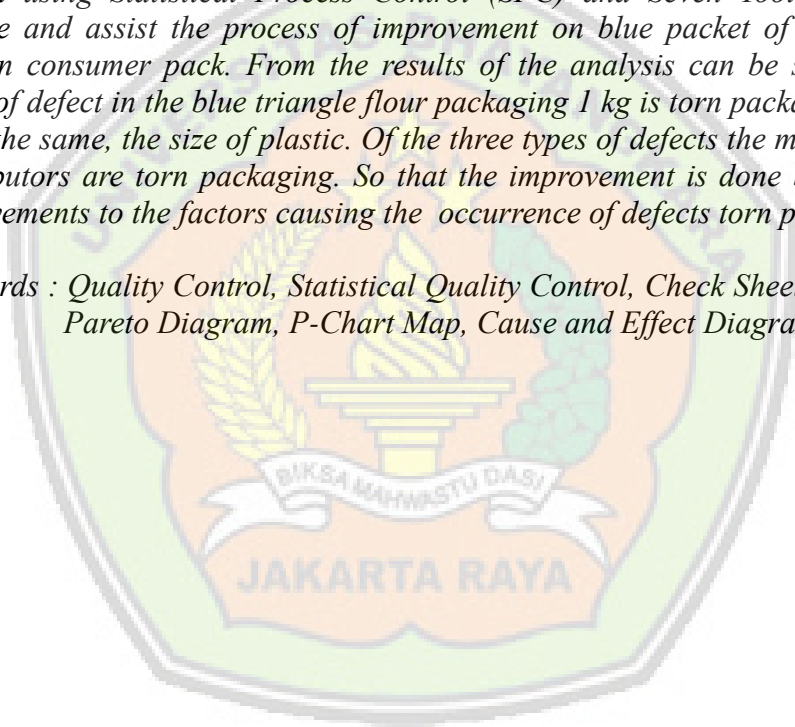 using Statistical Process Control (SPC) and Seven Tool
e and assist the process of improvement on blue packet of
n consumer pack. From the results of the analysis can be s
of defect in the blue triangle flour packaging 1 kg is torn packa
the same, the size of plastic. Of the three types of defects the m
butors are torn packaging. So that the improvement is done
vements to the factors causing the occurrence of defects torn p
rds : Quality Control, Statistical Quality Control, Check Shee
Pareto Diagram, P-Chart Map, Cause and Effect Diagra
UNIVERSITAS BHAYANGKARA
BIKSA MAHWASTU DASI
JAKARTA RAYA